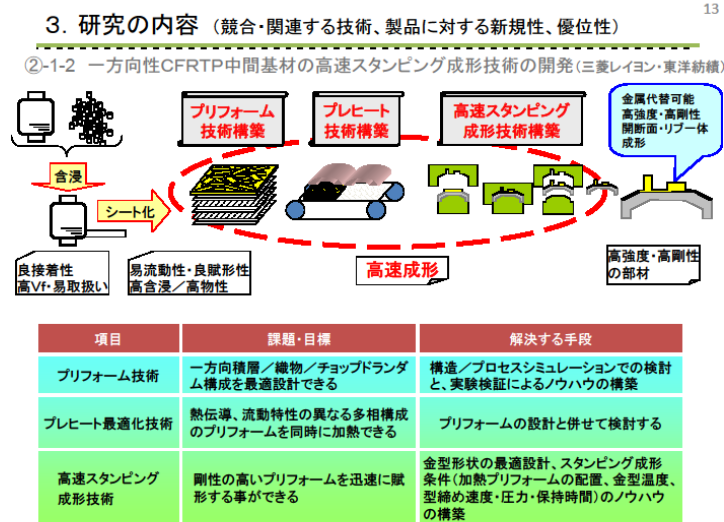 13
3. 研究の内容 (競合・関連する技術、製品に対する新規性、優位性)
②-1-2 一方向性CFRTP中間基材の高速スタンピング成形技術の開発(三菱レイヨン・東洋紡績)
プリフォーム
技術構築
プレヒート
技術構築
高速スタンピング
成形技術構築
金属代替可能
高強度・高剛性
開断面・リブ一体
成形
含浸
シート化
良接着性
高Vf・易取扱い
易流動性・良賦形性
高含浸/高物性
高速成形
高強度・高剛性
の部材
項目
課題・目標
解決する手段
プリフォーム技術
一方向積層/織物/チョップドランダ
ム構成を最適設計できる
構造/プロセスシミュレーションでの検討
と、実験検証によるノウハウの構築
プレヒート最適化技術
熱伝導、流動特性の異なる多相構成
のプリフォームを同時に加熱できる
プリフォームの設計と併せて検討する
高速スタンピング
成形技術
剛性の高いプリフォームを迅速に賦
形する事ができる
金型形状の最適設計、スタンピング成形
条件(加熱プリフォームの配置、金型温度、
型締め速度・圧力・保持時間)のノウハウ
の構築